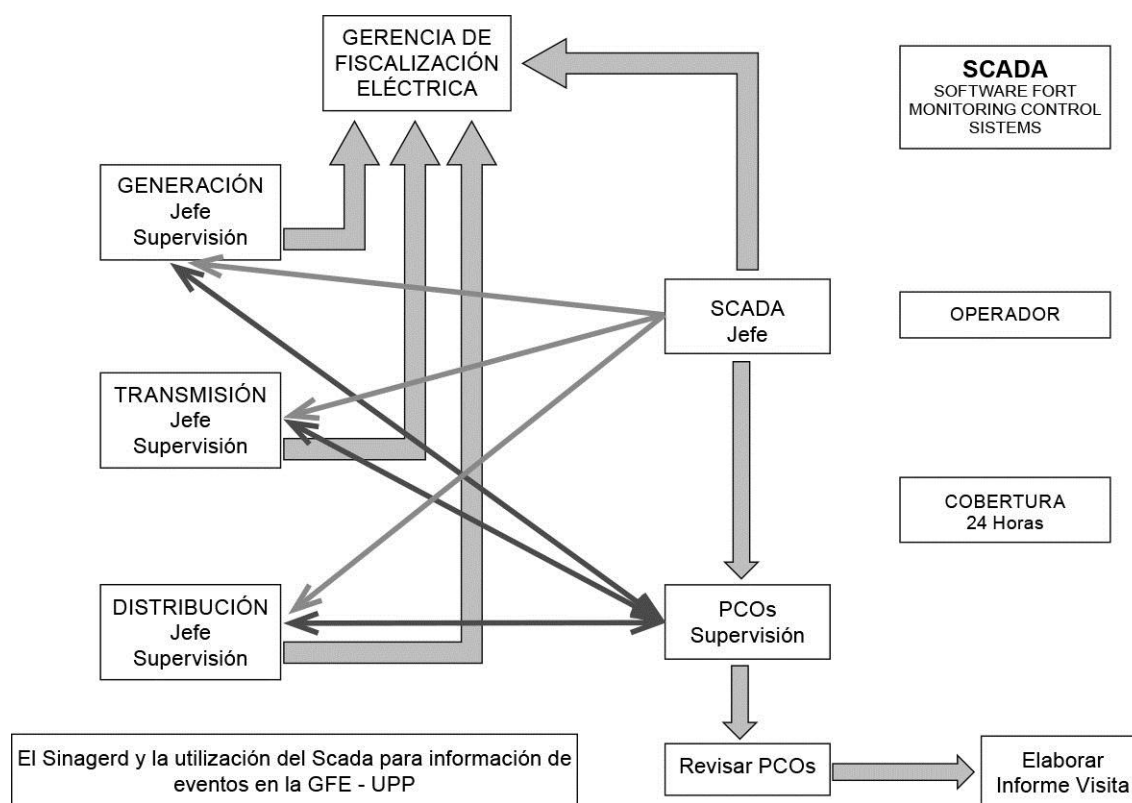 GERENCIA DE
FISCALIZACIÓN
ELÉCTRICA
SCADA
SOFTWARE FORT
MONITORING CONTROL
SISTEMS
GENERACIÓN
Jefe
Supervisión
SCADA
Jefe
OPERADOR
TRANSMISIÓN
Jefe
Supervisión
COBERTURA
24 Horas
DISTRIBUCIÓN
Jefe
Supervisión
PCOs
Supervisión
El Sinagerd y la utilización del Scada para información de
eventos en la GFE - UPP
Revisar PCOs
Elaborar
Informe Visita